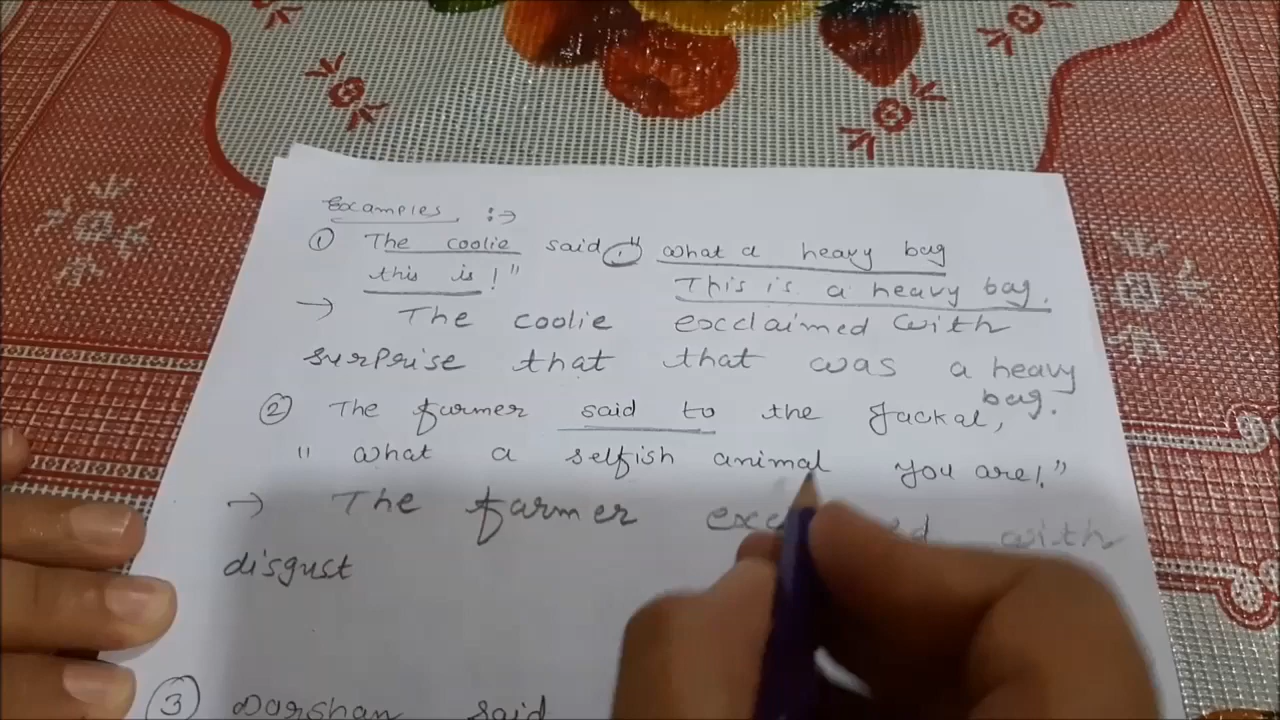 Examples :→
① The coolie said, "what a heavy bag
this is!"
This is a heavy bag.
→ The coolie exclaimed with
surprise that that was a heavy
bag.
② The farmer said to the Jackal,
" what a selfish animal you are!"
→ The farmer with
disgust
③ Darshan said